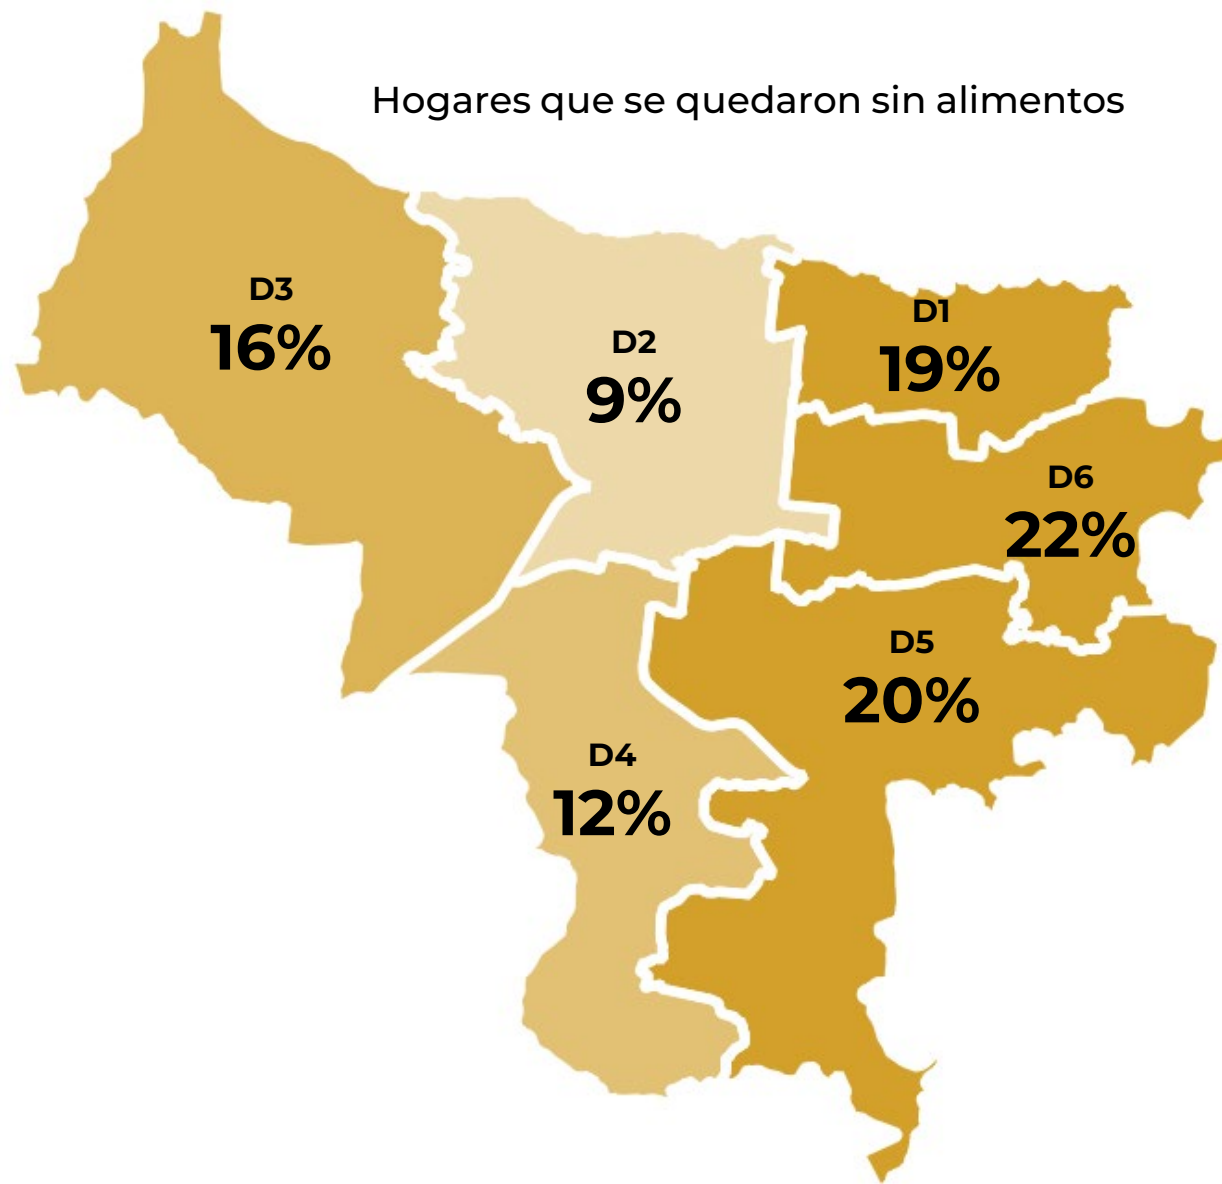 Hogares que se quedaron sin alimentos
D3
16%
D2
9%
D1
19%
D6
22%
D5
20%
D4
12%